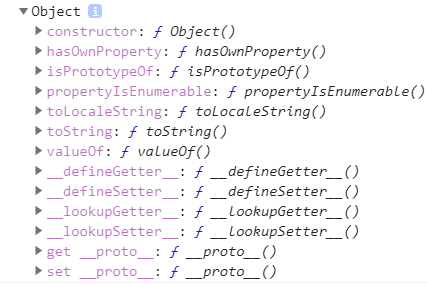 Object i
constructor: ƒ Object()
hasOwnProperty: ƒ hasOwnProperty()
isPrototypeOf: ƒ isPrototypeOf()
propertyIsEnumerable: ƒ propertyIsEnumerable()
toLocaleString: ƒ toLocaleString()
toString: ƒ toString()
valueOf: ƒ valueOf()
__defineGetter__: ƒ __defineGetter__()
__defineSetter__: ƒ __defineSetter__()
__lookupGetter__: ƒ __lookupGetter__()
__lookupSetter__: ƒ __lookupSetter__()
get __proto__: ƒ __proto__()
set __proto__: ƒ __proto__()